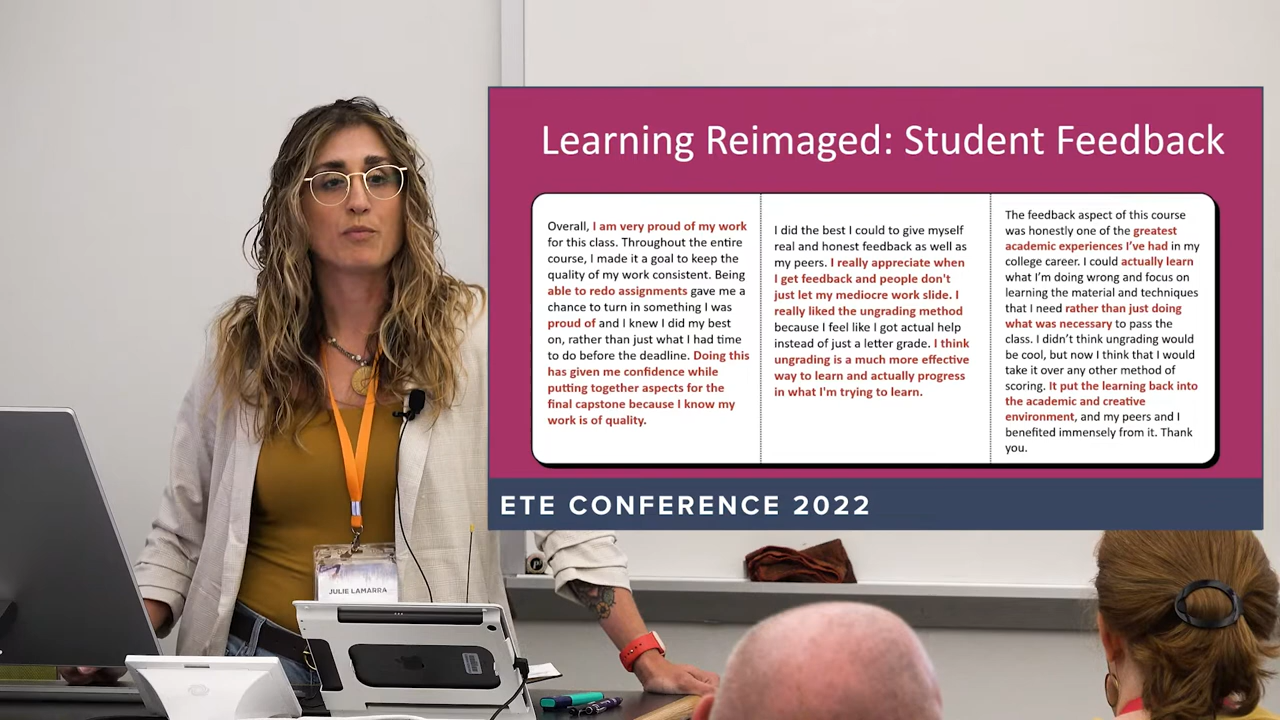 Learning Reimaged: Student Feedback
Overall, I am very proud of my work
for this class. Throughout the entire
course, I made it a goal to keep the
quality of my work consistent. Being
able to redo assignments gave me a
chance to turn in something I was
proud of and I knew I did my best
on, rather than just what I had time
to do before the deadline. Doing this
has given me confidence while
putting together aspects for the
final capstone because I know my
work is of quality.
I did the best I could to give myself
real and honest feedback as well as
my peers. I really appreciate when
I get feedback and people don't
just let my mediocre work slide. I
really liked the ungrading method
because I feel like I got actual help
instead of just a letter grade. I think
ungrading is a much more effective
way to learn and actually progress
in what I'm trying to learn.
The feedback aspect of this course
was honestly one of the greatest
academic experiences I've had in my
college career. I could actually learn
what I'm doing wrong and focus on
learning the material and techniques
that I need rather than just doing
what was necessary to pass the
class. I didn't think ungrading would
be cool, but now I think that I would
take it over any other method of
scoring. It put the learning back into
the academic and creative
environment, and my peers and I
benefited immensely from it. Thank
you.
ETE CONFERENCE 2022
JULIE LAMARRA